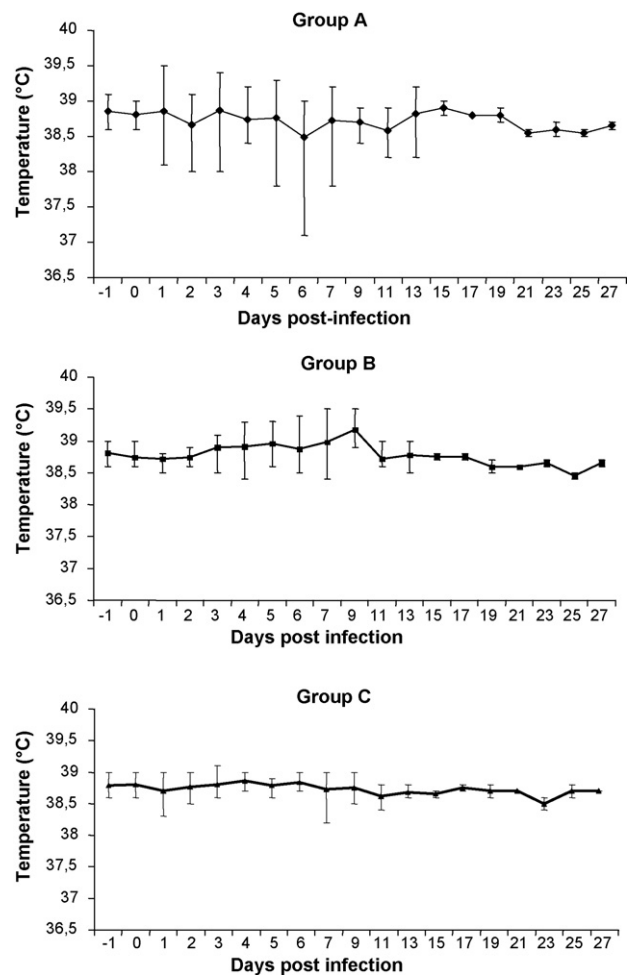 Group A
Temperature (°C)
40
39,5
39
38,5
38
37,5
37
36,5
-1 0 1 2 3 4 5 6 7 9 11 13 15 17 19 21 23 25 27
Days post-infection
Group B
Temperature (°C)
40
39,5
39
38,5
38
37,5
37
36,5
-1 0 1 2 3 4 5 6 7 9 11 13 15 17 19 21 23 25 27
Days post infection
Group C
Temperature (°C)
40
39,5
39
38,5
38
37,5
37
36,5
-1 0 1 2 3 4 5 6 7 9 11 13 15 17 19 21 23 25 27
Days post infection